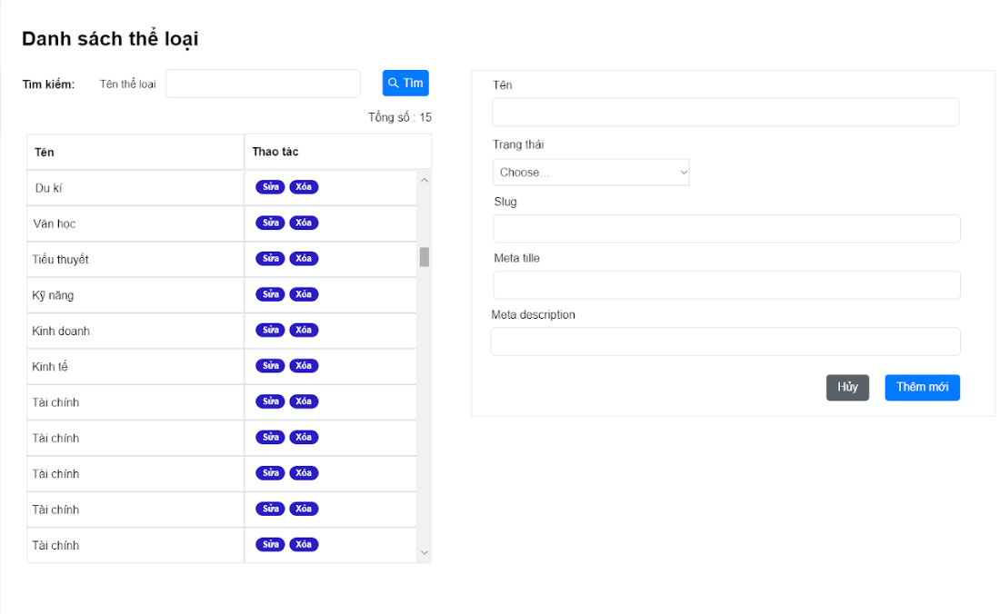 Danh sách thể loại
Tìm kiếm: Tên thể loại Tìm
Tổng số : 15
Tên Thao tác
Du kí Sửa Xóa
Văn học Sửa Xóa
Tiểu thuyết Sửa Xóa
Kỹ năng Sửa Xóa
Kinh doanh Sửa Xóa
Kinh tế Sửa Xóa
Tài chính Sửa Xóa
Tài chính Sửa Xóa
Tài chính Sửa Xóa
Tài chính Sửa Xóa
Tài chính Sửa Xóa
Tên
Trạng thái
Choose...
Slug
Meta tille
Meta description
Hủy Thêm mới